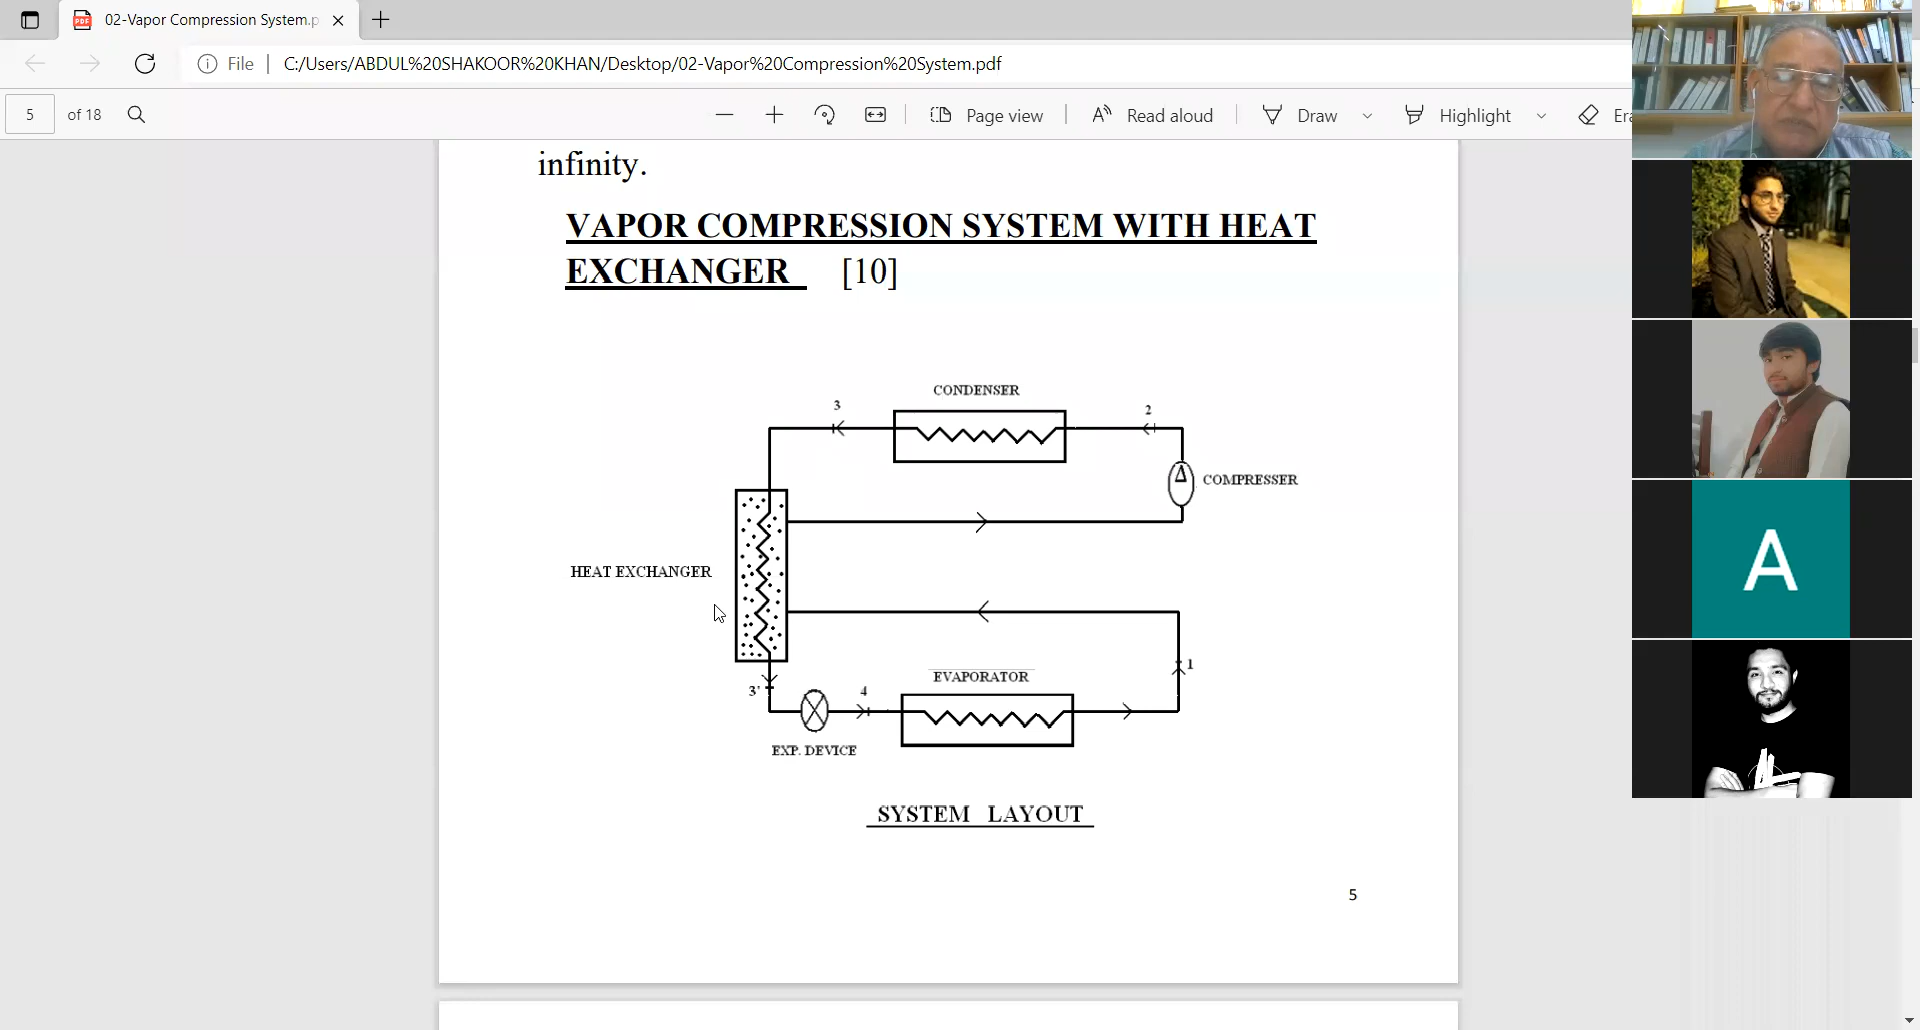 02-Vapor Compression System.p
File
C:/Users/ABDUL%20SHAKOOR%20KHAN/Desktop/02-Vapor%20Compression%20System.pdf
5 of 18
Page view
Read aloud
Draw
Highlight
Era
infinity.
VAPOR COMPRESSION SYSTEM WITH HEAT
EXCHANGER [10]
CONDENSER
3
2
COMPRESSER
HEAT EXCHANGER
1
3'
4
EVAPORATOR
EXP. DEVICE
SYSTEM LAYOUT
5
A